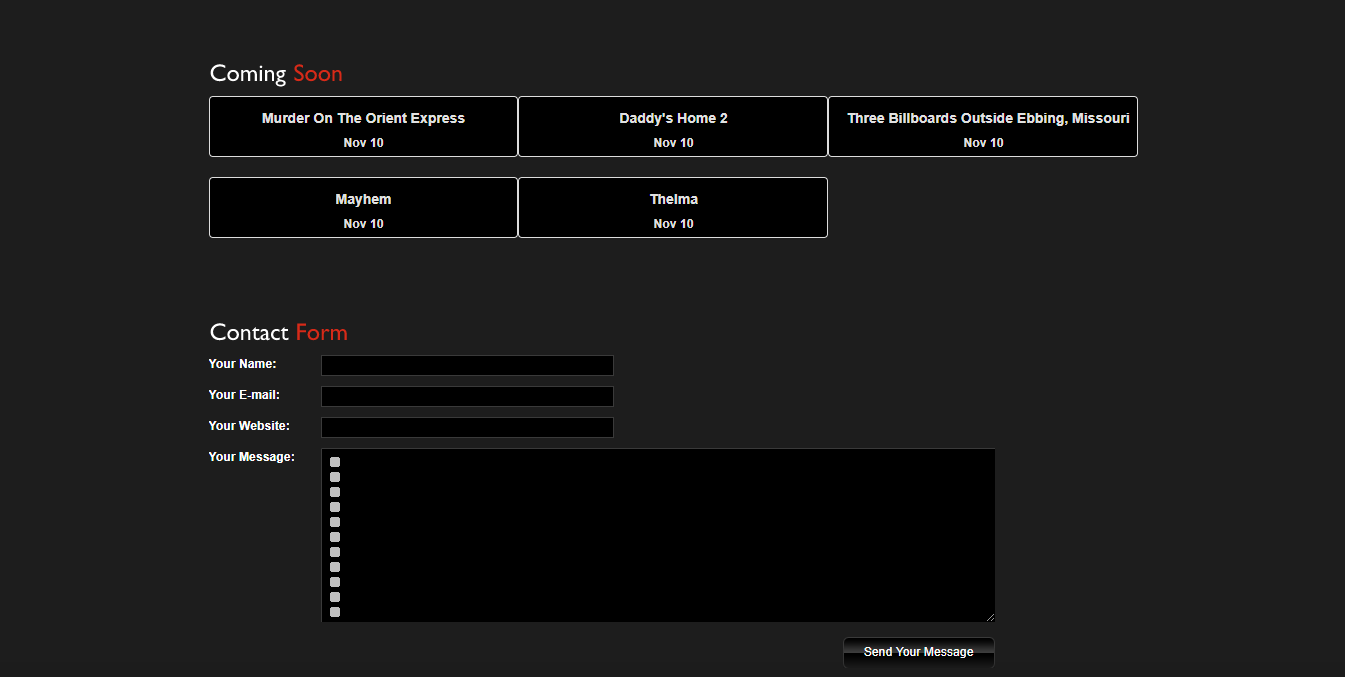 Coming Soon
Murder On The Orient Express
Nov 10
Daddy's Home 2
Nov 10
Three Billboards Outside Ebbing, Missouri
Nov 10
Mayhem
Nov 10
Thelma
Nov 10
Contact Form
Your Name:
Your E-mail:
Your Website:
Your Message:
Send Your Message